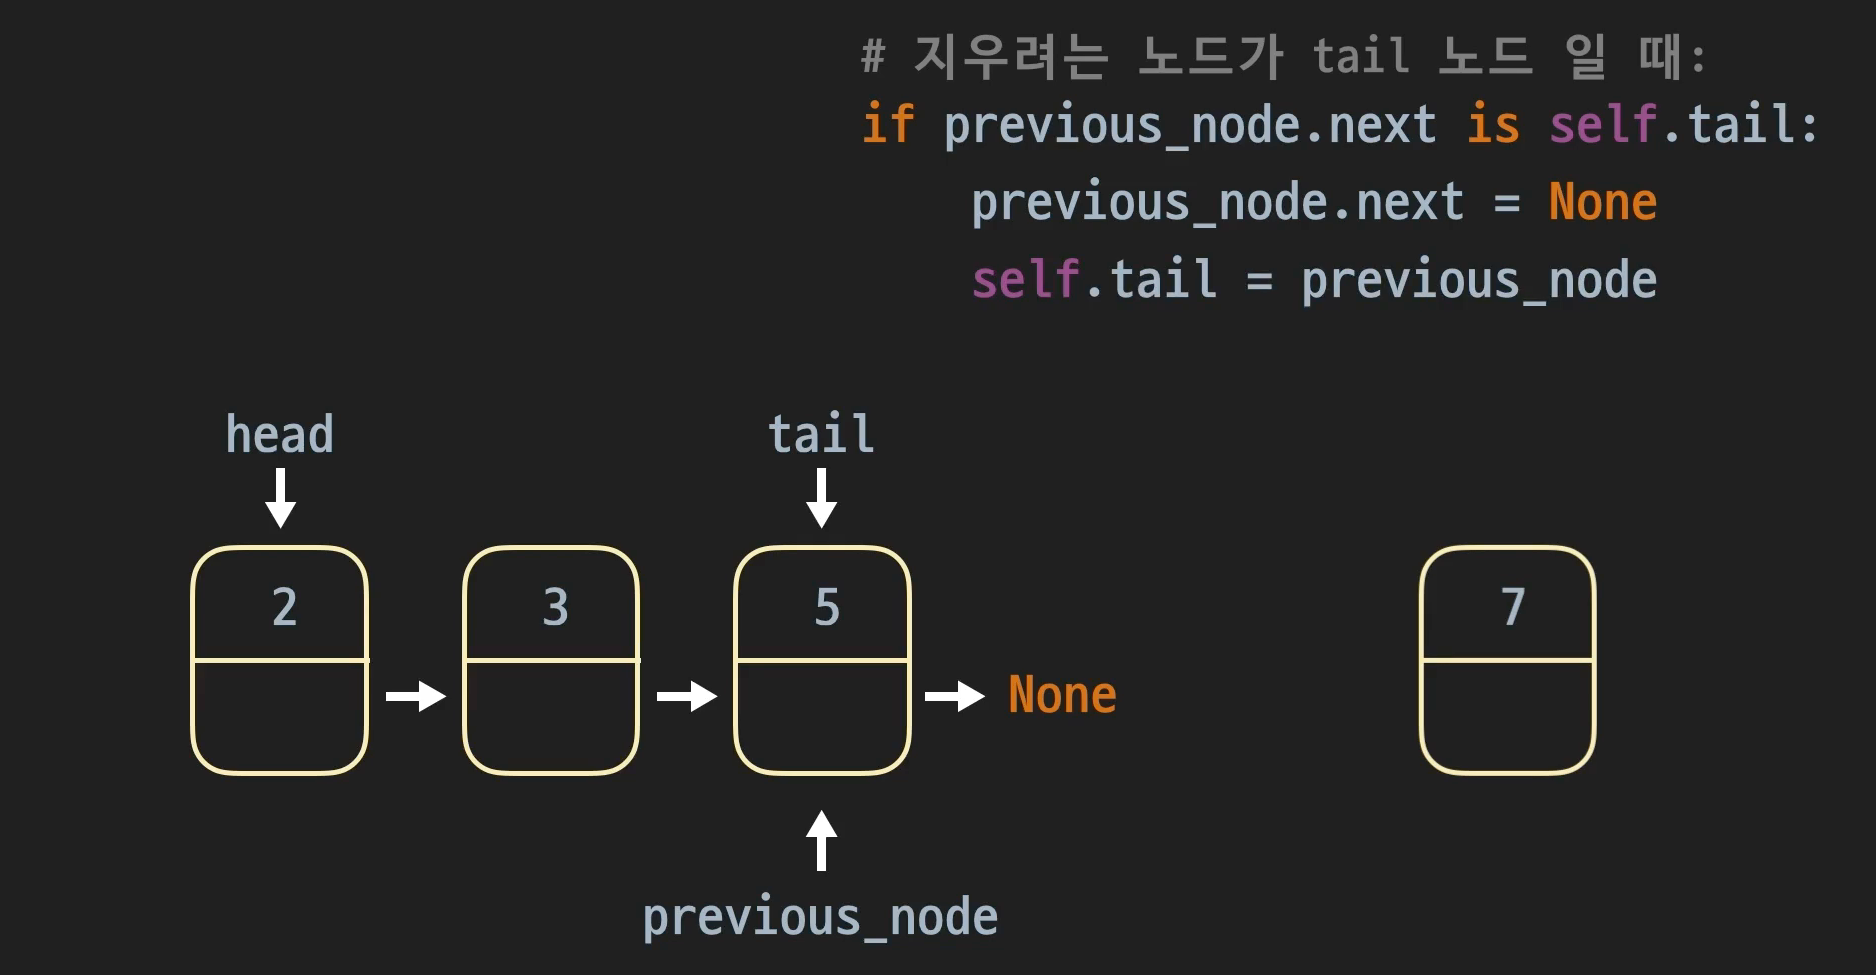 # 지우려는 노드가 tail 노드 일 때:
if previous_node.next is self.tail:
    previous_node.next = None
    self.tail = previous_node
head
tail
2
3
5
7
None
previous_node